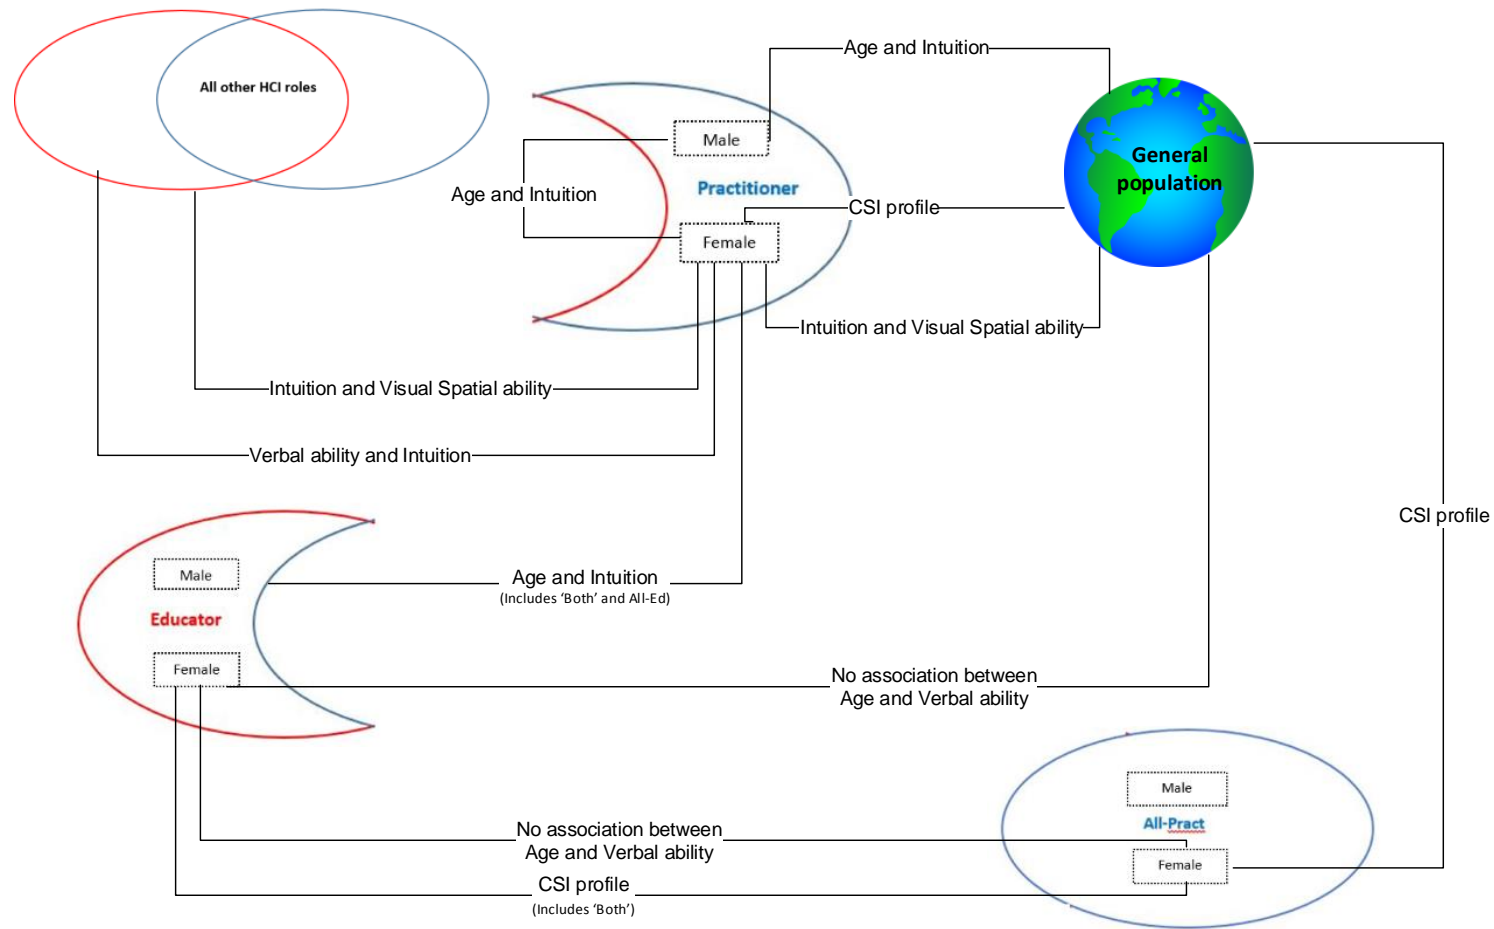 Age and Intuition
All other HCI roles
Male
General
population
Practitioner
Age and Intuition
CSI profile
Female
Intuition and Visual Spatial ability
Intuition and Visual Spatial ability
Verbal ability and Intuition
CSI profile
Male
Age and Intuition
(Includes ‘Both’ and All-Ed)
Educator
Female
No association between
Age and Verbal ability
Male
All-Pract
No association between
Age and Verbal ability
Female
CSI profile
(Includes ‘Both’)